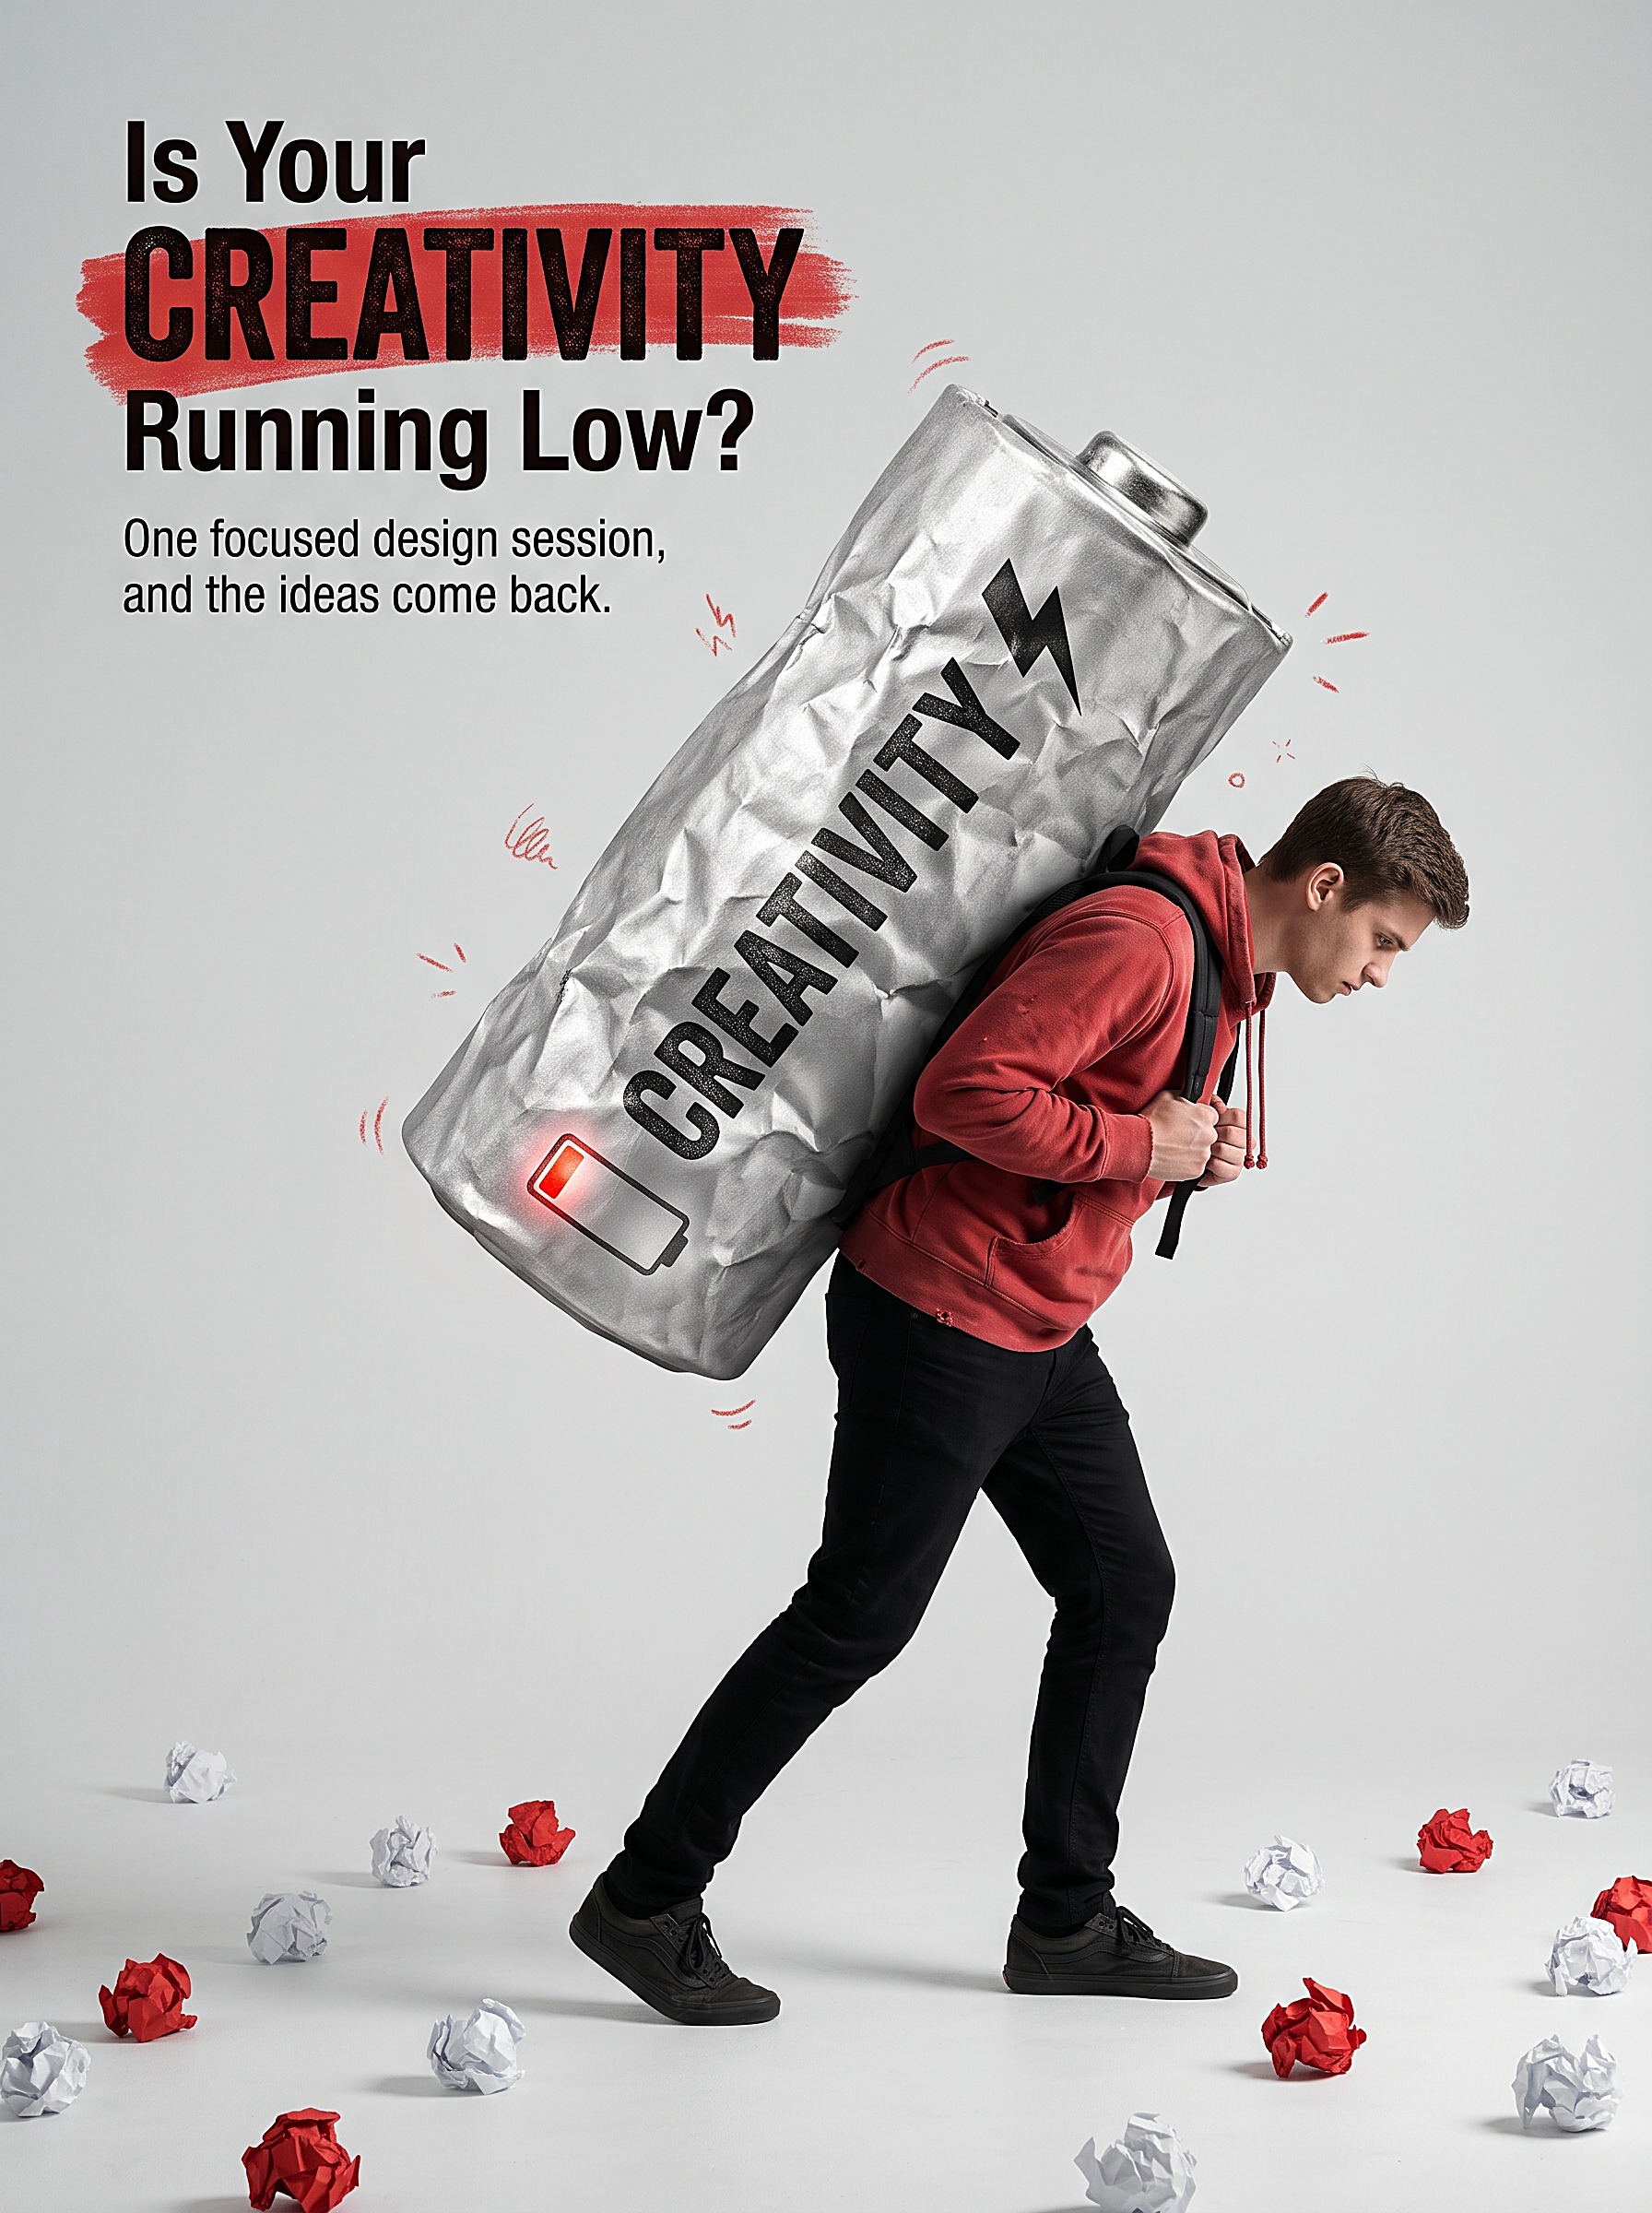 Is Your
CREATIVITY
Running Low?
One focused design session,
and the ideas come back.
CREATIVITY